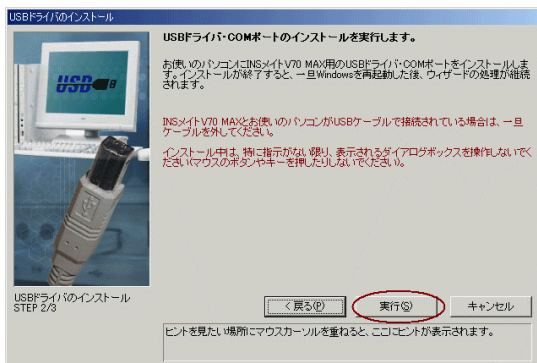 USBドライバのインストール
USBドライバ・COMポートのインストールを実行します。
お使いのパソコンにINSメイトV70 MAX用のUSBドライバ・COMポートをインストールしま
す。インストールが終了すると、一旦Windowsを再起動した後、ウィザードの処理が継続
されます。
INSメイトV70 MAXとお使いのパソコンがUSBケーブルで接続されている場合は、一旦
ケーブルを外してください。
インストール中は、特に指示がない限り、表示されるダイアログボックスを操作しないでく
ださい(マウスのボタンやキーを押したりしないでください)。
USB
USBドライバのインストール
STEP 2/3
< 戻る(P)
実行(S)
キャンセル
ヒントを見たい場所にマウスカーソルを重ねると、ここにヒントが表示されます。